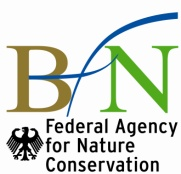 BfN
Federal Agency
for Nature
Conservation